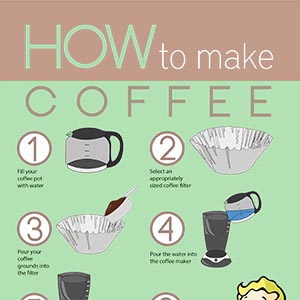 HOW to make
COFFEE
1
2
Fill your
coffee pot
with water
Select an
appropriately
sized coffee filter
3
4
Pour your
coffee
grounds into
the filter
Pour the water into
the coffee maker